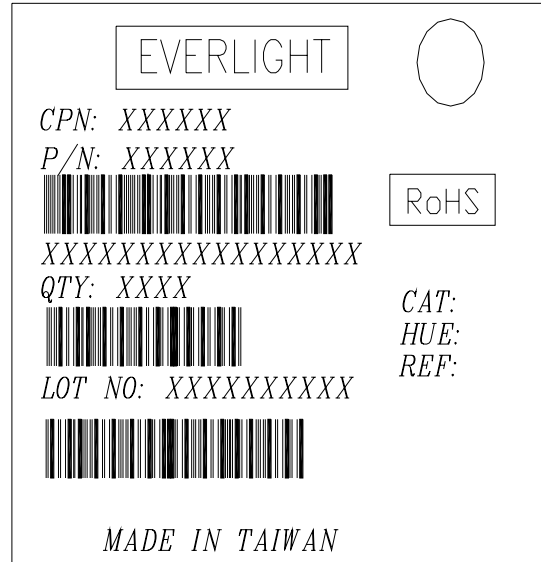 EVERLIGHT
CPN: XXXXXX
P/N: XXXXXX
RoHS
XXXXXXXXXXXXXXXXX
QTY: XXXX
CAT:
HUE:
REF:
LOT NO: XXXXXXXXXX
MADE IN TAIWAN